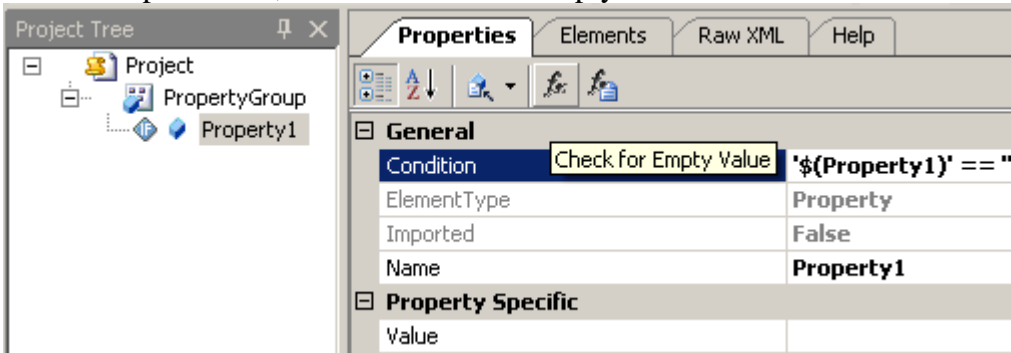 Project Tree
Properties Elements Raw XML Help
Project
PropertyGroup
Property1
General
Condition '$(Property1)' == ''
Check for Empty Value
ElementType Property
Imported False
Name Property1
Property Specific
Value